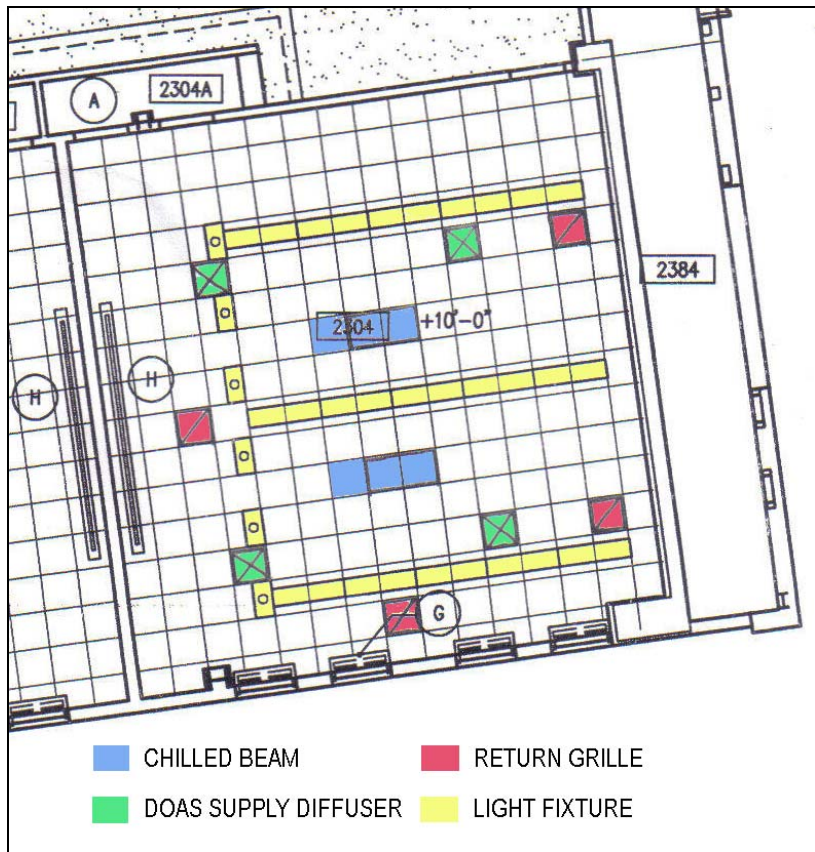 A
2304A
2384
2304
+10'-0"
H
H
G
CHILLED BEAM
RETURN GRILLE
DOAS SUPPLY DIFFUSER
LIGHT FIXTURE